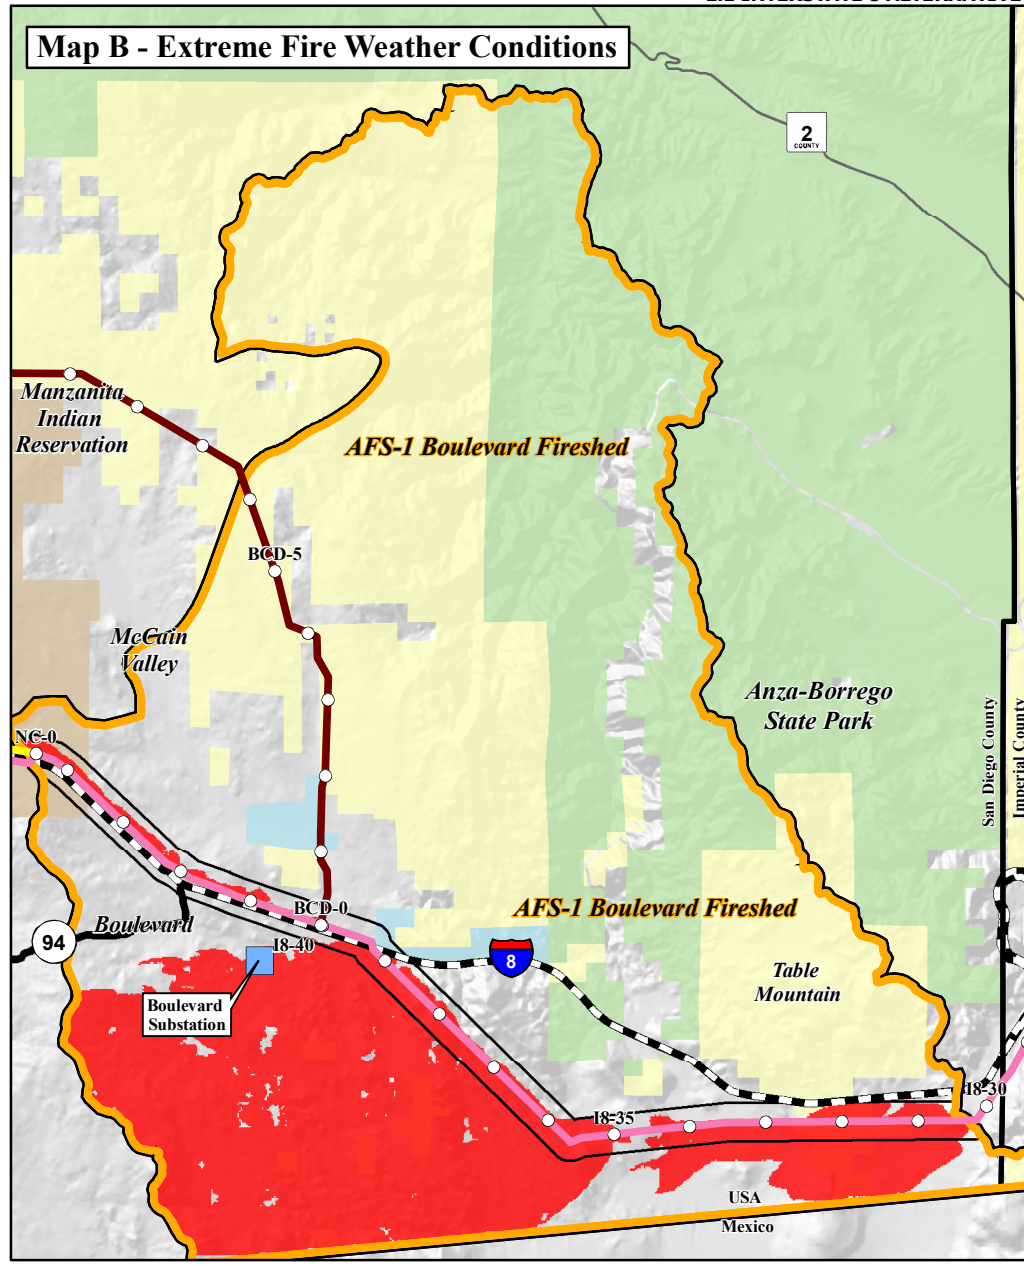 Map B - Extreme Fire Weather Conditions
2
COUNTY
Manzanita
Indian
Reservation
AFS-1 Boulevard Fireshed
BCD-5
McCain
Valley
Anza-Borrego
State Park
San Diego County
Imperial County
NC-0
BCD-0
AFS-1 Boulevard Fireshed
Boulevard
94
I8-40
8
Table
Mountain
Boulevard
Substation
I8-30
I8-35
USA
Mexico